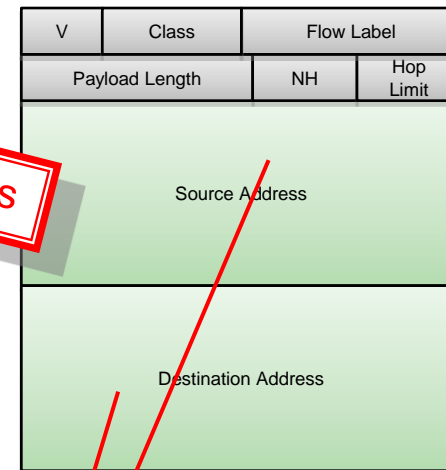 V Class Flow Label
Payload Length NH Hop Limit
Source Address
Destination Address